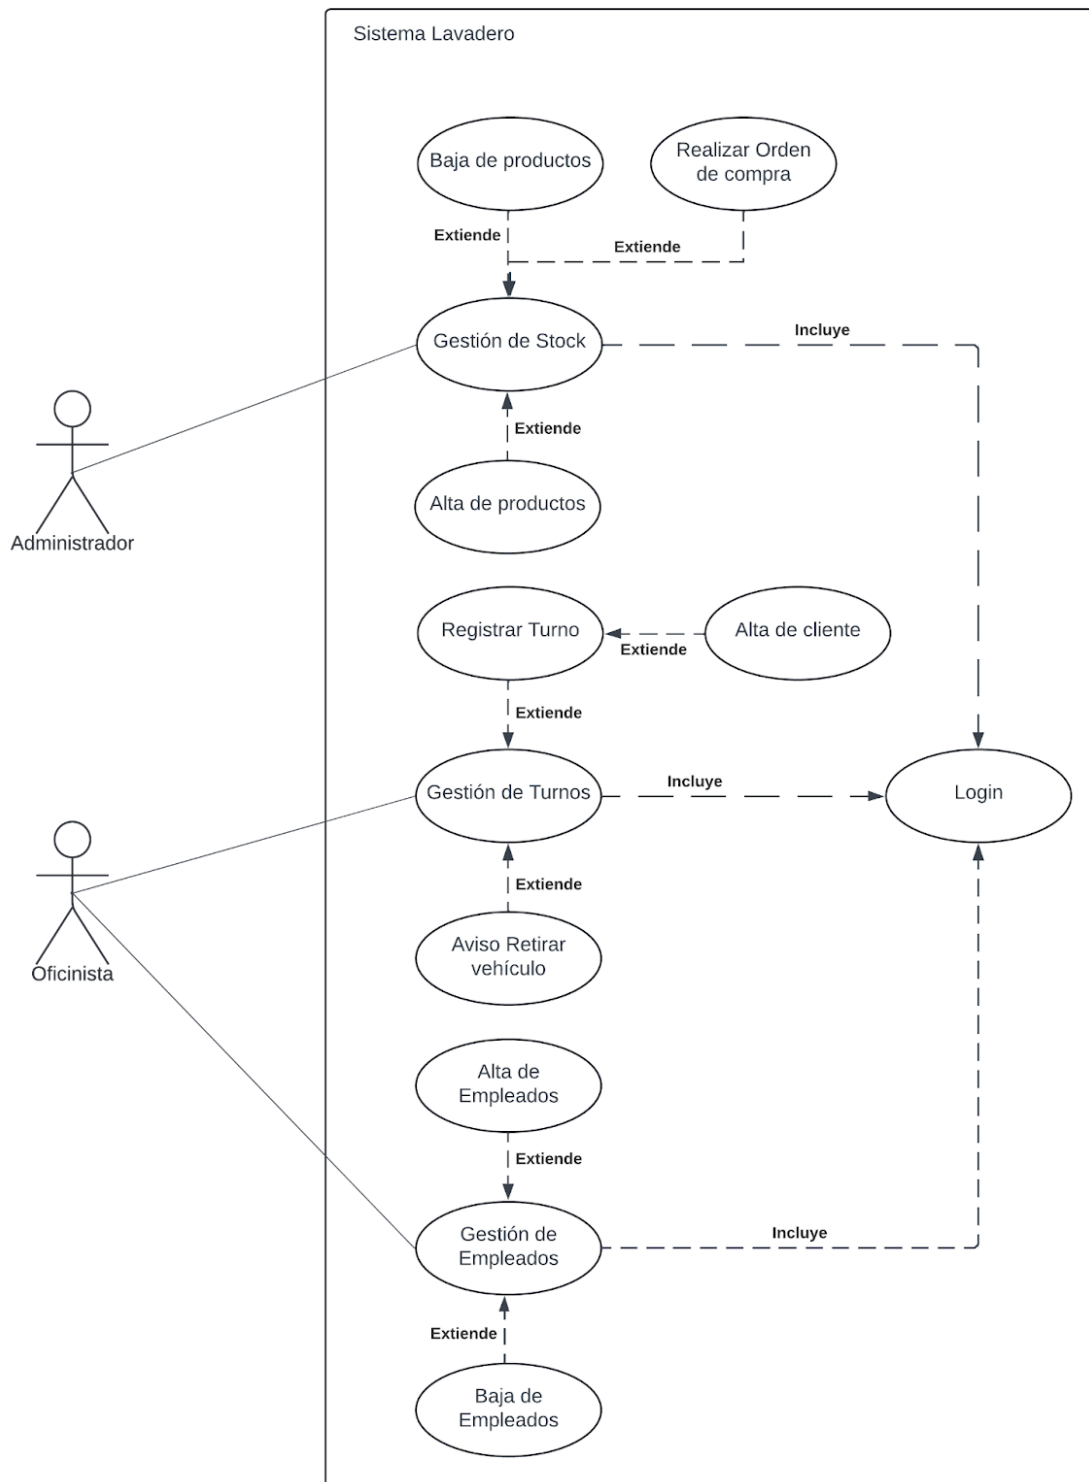 Sistema Lavadero
Baja de productos
Realizar Orden
de compra
Extiende
Extiende
Gestión de Stock
Incluye
Extiende
Alta de productos
Administrador
Registrar Turno
Extiende
Alta de cliente
Extiende
Gestión de Turnos
Incluye
Login
Extiende
Aviso Retirar
vehículo
Oficinista
Alta de
Empleados
Extiende
Gestión de
Empleados
Incluye
Extiende
Baja de
Empleados